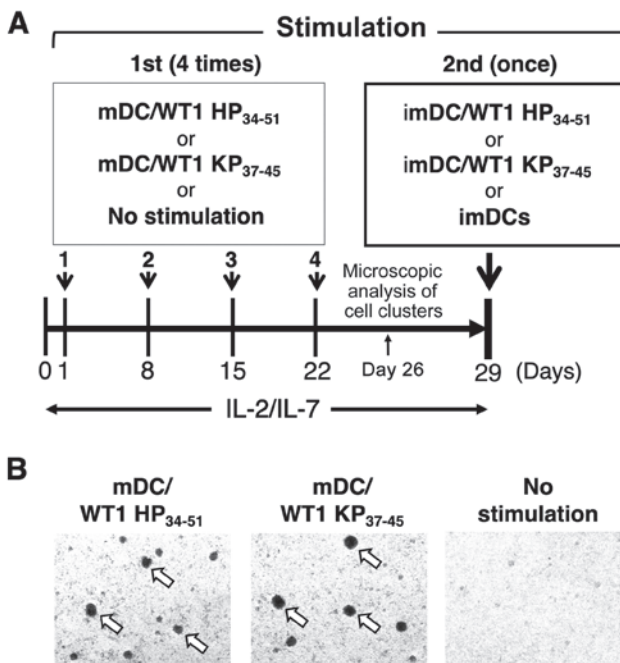 A
Stimulation
1st (4 times)
mDC/WT1 HP34-51
or
mDC/WT1 KP37-45
or
No stimulation
2nd (once)
imDC/WT1 HP34-51
or
imDC/WT1 KP37-45
or
imDCs
1 2 3 4
Microscopic
analysis of
cell clusters
0 1 8 15 22 Day 26 29 (Days)
IL-2/IL-7
B
mDC/
WT1 HP34-51
mDC/
WT1 KP37-45
No
stimulation